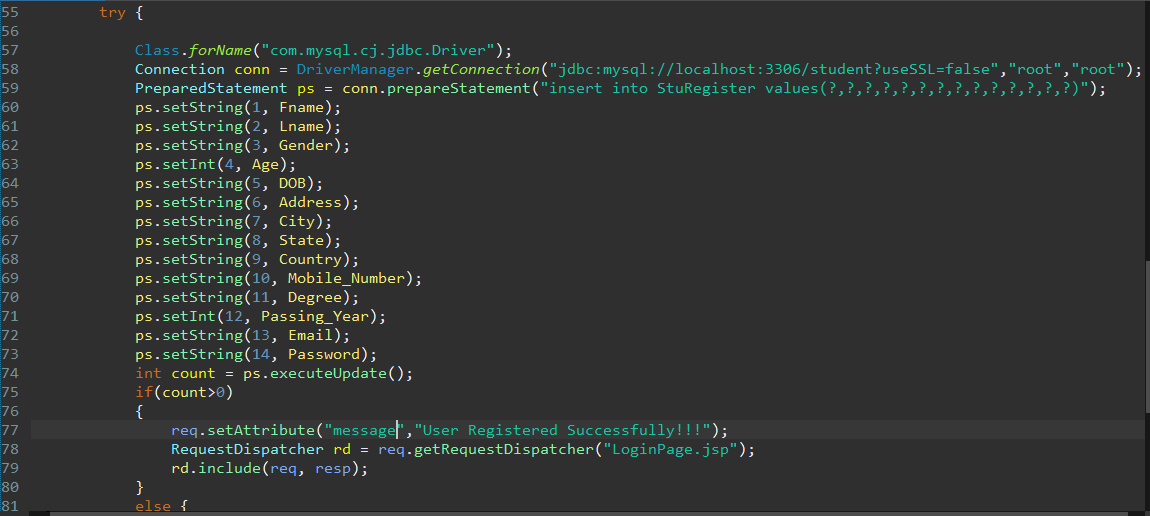 55 try {
56
57 Class.forName("com.mysql.cj.jdbc.Driver");
58 Connection conn = DriverManager.getConnection("jdbc:mysql://localhost:3306/student?useSSL=false","root","root");
59 PreparedStatement ps = conn.prepareStatement("insert into StuRegister values(?,?,?,?,?,?,?,?,?,?,?,?,?,?)");
60 ps.setString(1, Fname);
61 ps.setString(2, Lname);
62 ps.setString(3, Gender);
63 ps.setInt(4, Age);
64 ps.setString(5, DOB);
65 ps.setString(6, Address);
66 ps.setString(7, City);
67 ps.setString(8, State);
68 ps.setString(9, Country);
69 ps.setString(10, Mobile_Number);
70 ps.setString(11, Degree);
71 ps.setInt(12, Passing_Year);
72 ps.setString(13, Email);
73 ps.setString(14, Password);
74 int count = ps.executeUpdate();
75 if(count>0)
76 {
77 req.setAttribute("message","User Registered Successfully!!!");
78 RequestDispatcher rd = req.getRequestDispatcher("LoginPage.jsp");
79 rd.include(req, resp);
80 }
81 else {